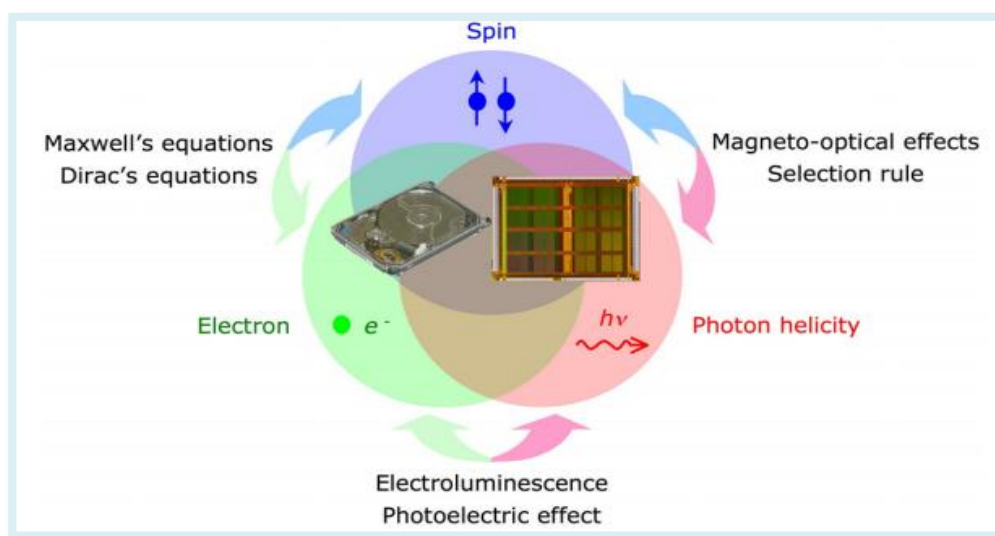 Spin
Maxwell's equations
Dirac's equations
Magneto-optical effects
Selection rule
Electron
e⁻
hν
Photon helicity
Electroluminescence
Photoelectric effect